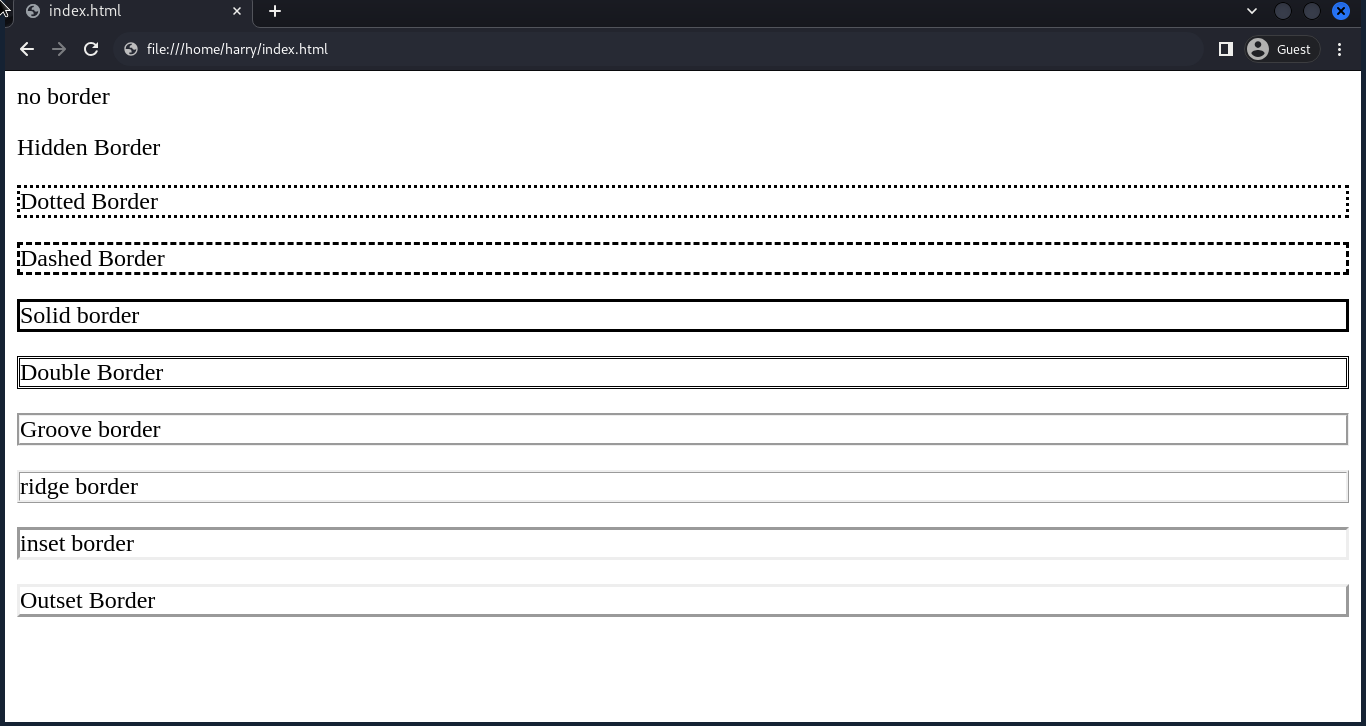 index.html
file:///home/harry/index.html
Guest
no border
Hidden Border
Dotted Border
Dashed Border
Solid border
Double Border
Groove border
ridge border
inset border
Outset Border